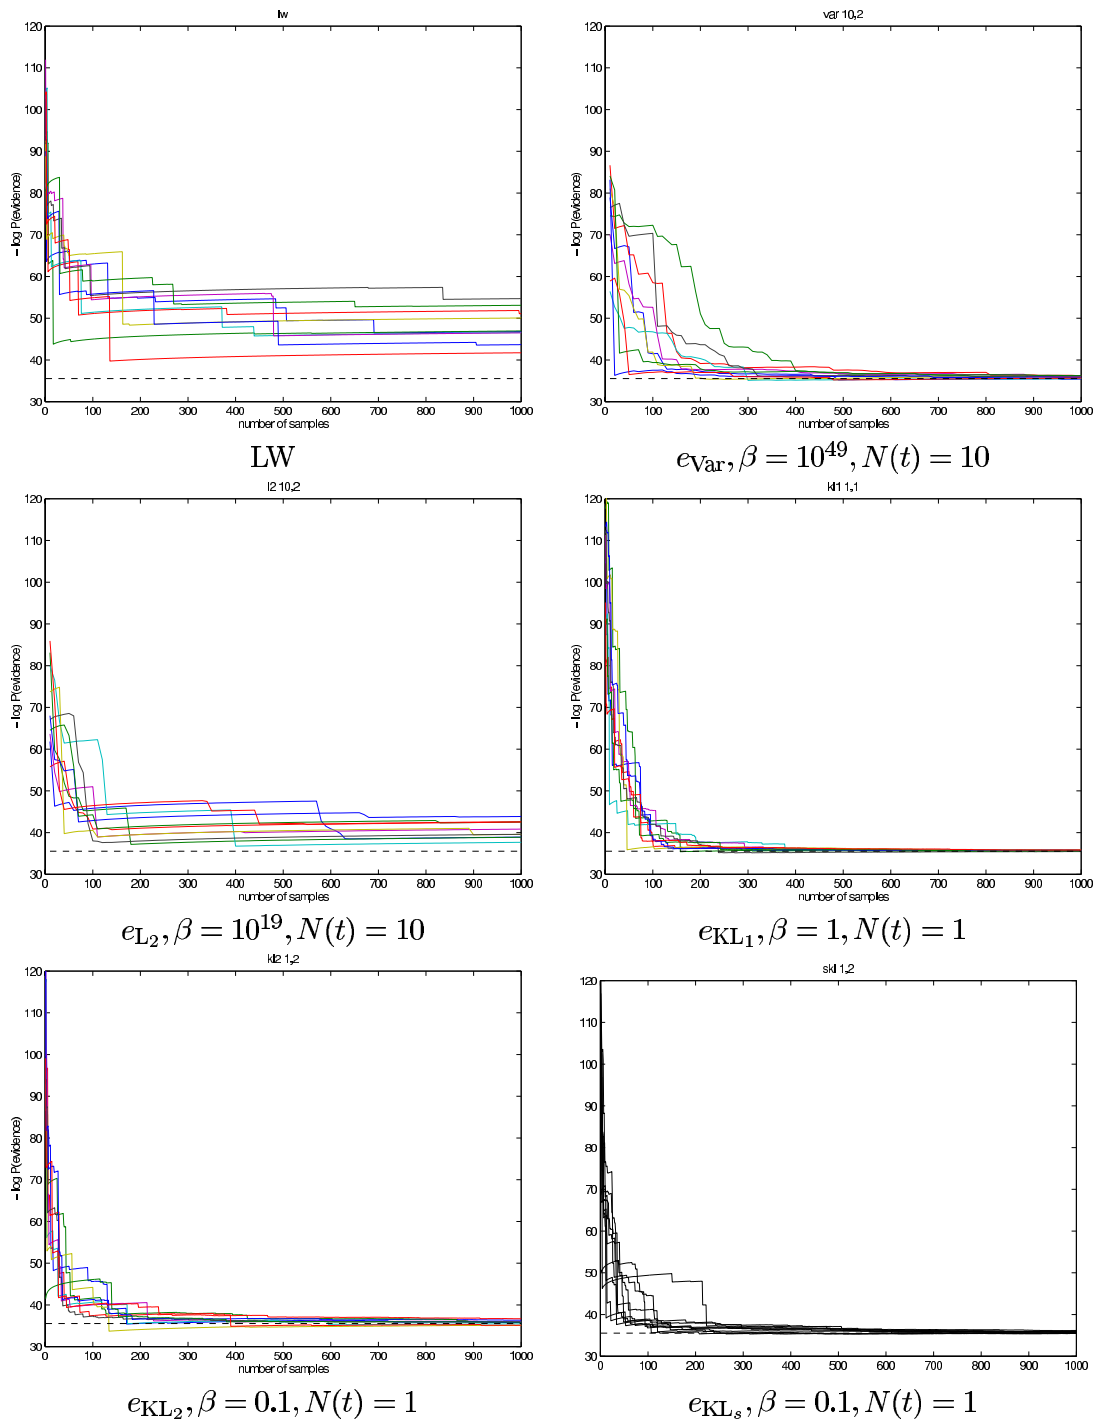 lw
var 10,2
120
110
100
90
80
70
60
50
40
30
− log P(evidence)
0 100 200 300 400 500 600 700 800 900 1000
number of samples
120
110
100
90
80
70
60
50
40
30
− log P(evidence)
0 100 200 300 400 500 600 700 800 900 1000
number of samples
LW
e_Var, β = 10^49, N(t) = 10
l2 10,2
kl1 1,1
120
110
100
90
80
70
60
50
40
30
− log P(evidence)
0 100 200 300 400 500 600 700 800 900 1000
number of samples
120
110
100
90
80
70
60
50
40
30
− log P(evidence)
0 100 200 300 400 500 600 700 800 900 1000
number of samples
e_L₂, β = 10^19, N(t) = 10
e_KL₁, β = 1, N(t) = 1
kl2 1,2
skl 1,2
120
110
100
90
80
70
60
50
40
30
− log P(evidence)
0 100 200 300 400 500 600 700 800 900 1000
number of samples
120
110
100
90
80
70
60
50
40
30
0 100 200 300 400 500 600 700 800 900 1000
e_KL₂, β = 0.1, N(t) = 1
e_KLₛ, β = 0.1, N(t) = 1